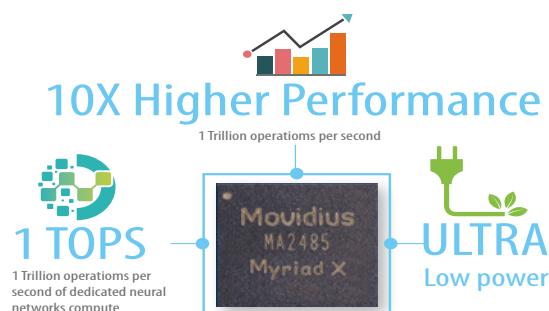 10X Higher Performance
1 Trillion operatioms per second
1 TOPS
1 Trillion operatioms per
second of dedicated neural
networks compute
Movidius
MA2485
Myriad X
ULTRA
Low power